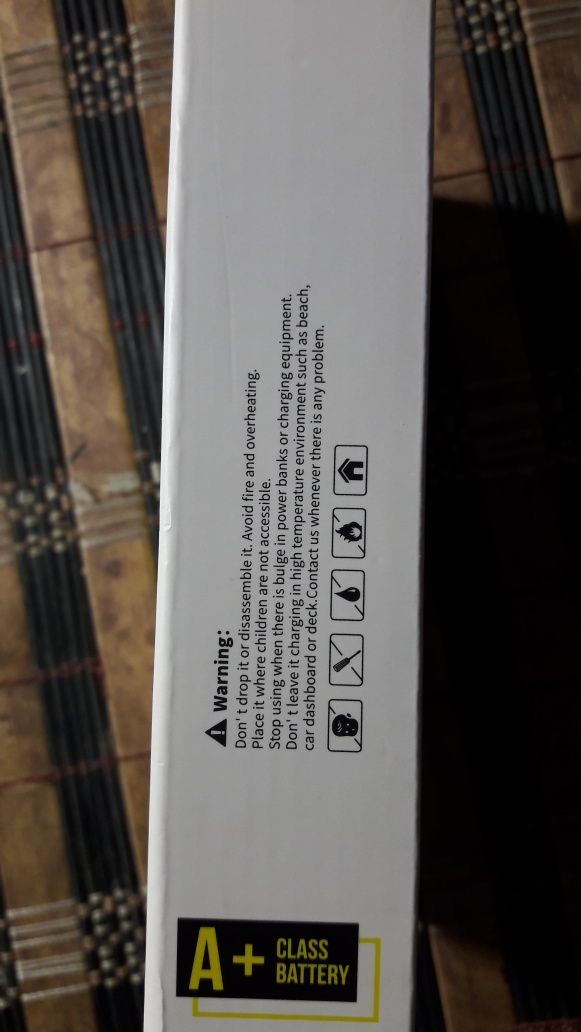 Warning:
Don't drop it or disassemble it. Avoid fire and overheating.
Place it where children are not accessible.
Stop using when there is bulge in power banks or charging equipment.
Don't leave it charging in high temperature environment such as beach,
car dashboard or deck.Contact us whenever there is any problem.
A+ CLASS
BATTERY